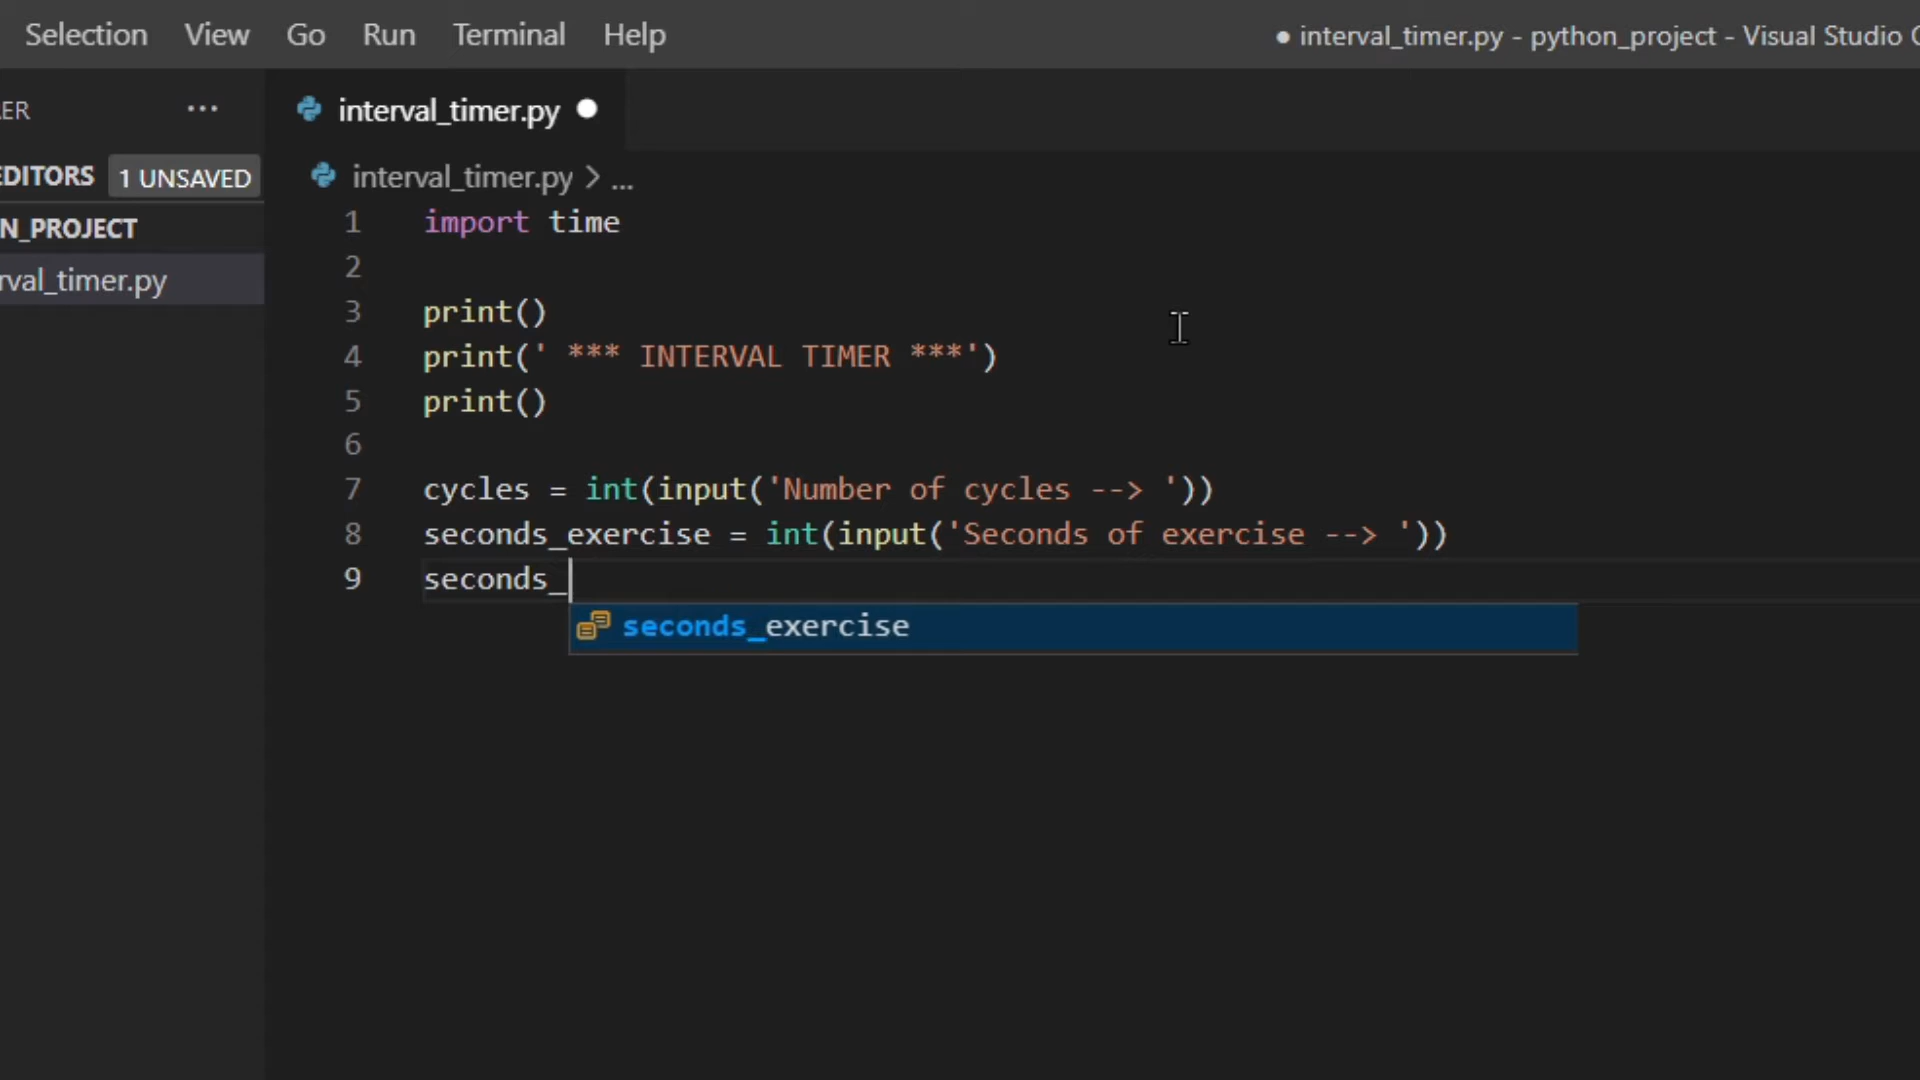 Selection View Go Run Terminal Help
● interval_timer.py - python_project - Visual Studio
ER ...
interval_timer.py ●
EDITORS 1 UNSAVED
interval_timer.py > ...
N_PROJECT
rval_timer.py
1 import time
2
3 print()
4 print(' *** INTERVAL TIMER ***')
5 print()
6
7 cycles = int(input('Number of cycles --> '))
8 seconds_exercise = int(input('Seconds of exercise --> '))
9 seconds_
seconds_exercise